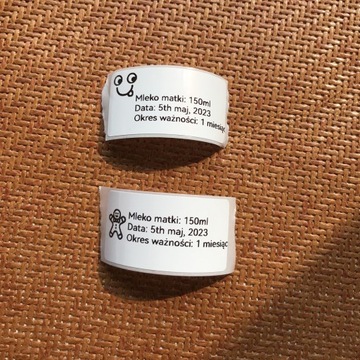 Mleko matki: 150ml
Data: 5th maj, 2023
Okres ważności: 1 miesiąc
Mleko matki: 150ml
Data: 5th maj, 2023
Okres ważności: 1 miesiąc